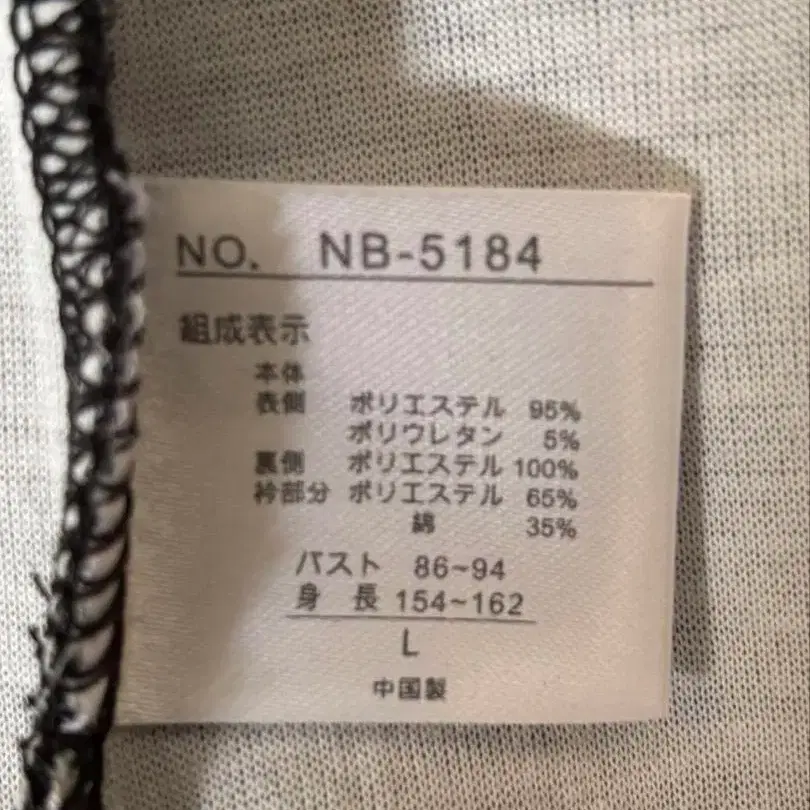 NO. NB-5184
組成表示
本体
表側 ポリエステル 95%
ポリウレタン 5%
裏側 ポリエステル 100%
衿部分 ポリエステル 65%
綿 35%
バスト 86~94
身 長 154~162
L
中国製